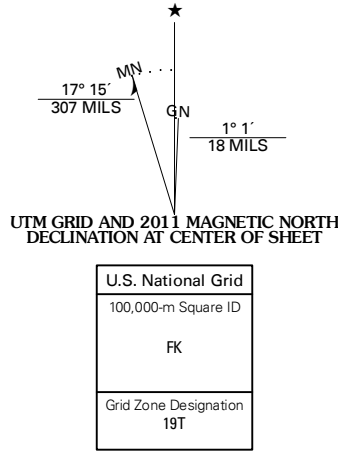 ★
MN
17° 15´
307 MILS
GN
1° 1´
18 MILS
UTM GRID AND 2011 MAGNETIC NORTH
DECLINATION AT CENTER OF SHEET
U.S. National Grid
100,000-m Square ID
FK
Grid Zone Designation
19T